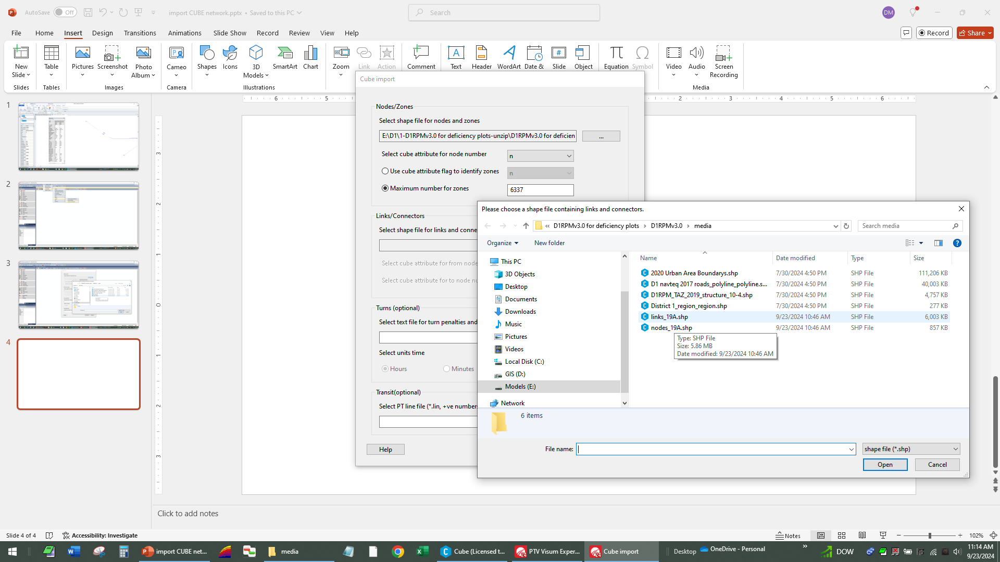 AutoSave Off import CUBE network.pptx • Saved to this PC Search DM
File Home Insert Design Transitions Animations Slide Show Record Review View Help Record Share
New Slide Table Pictures Screenshot Photo Album Cameo Shapes Icons 3D Models SmartArt Chart Zoom Link Action Comment Text Header WordArt Date & Slide Object Equation Symbol Video Audio Screen Recording
Slides Tables Images Camera Illustrations Media
Cube import
Nodes/Zones
Select shape file for nodes and zones
E:\D1\1-D1RPMv3.0 for deficiency plots-unzip\D1RPMv3.0 for deficien ...
Select cube attribute for node number n
Use cube attribute flag to identify zones n
Maximum number for zones 6337
Links/Connectors
Select shape file for links and conne
Select cube attribute for from node
Select cube attribute for to node nu
Turns (optional)
Select text file for turn penalties and
Select units time
Hours Minutes
Transit(optional)
Select PT line file (*.lin, +ve number
Help
Please choose a shape file containing links and connectors.
« D1RPMv3.0 for deficiency plots › D1RPMv3.0 › media Search media
Organize New folder
This PC
3D Objects
Desktop
Documents
Downloads
Music
Pictures
Videos
Local Disk (C:)
GIS (D:)
Models (E:)
Network
Name Date modified Type Size
2020 Urban Area Boundarys.shp 7/30/2024 4:50 PM SHP File 111,206 KB
D1 navteq 2017 roads_polyline_polyline.s... 7/30/2024 4:50 PM SHP File 40,003 KB
D1RPM_TAZ_2019_structure_10-4.shp 7/30/2024 4:50 PM SHP File 4,757 KB
District 1_region_region.shp 7/30/2024 4:50 PM SHP File 277 KB
links_19A.shp 9/23/2024 10:46 AM SHP File 6,003 KB
nodes_19A.shp 9/23/2024 10:46 AM SHP File 857 KB
Type: SHP File
Size: 5.86 MB
Date modified: 9/23/2024 10:46 AM
6 items
File name: shape file (*.shp)
Open Cancel
1
2
3
4
6 5 2 3 4 5 6
3
2
1
0
1
2
3
Click to add notes
Slide 4 of 4 Accessibility: Investigate Notes 102%
import CUBE net... media Cube (Licensed t... PTV Visum Exper... Cube import Desktop OneDrive - Personal DOW 11:14 AM
9/23/2024